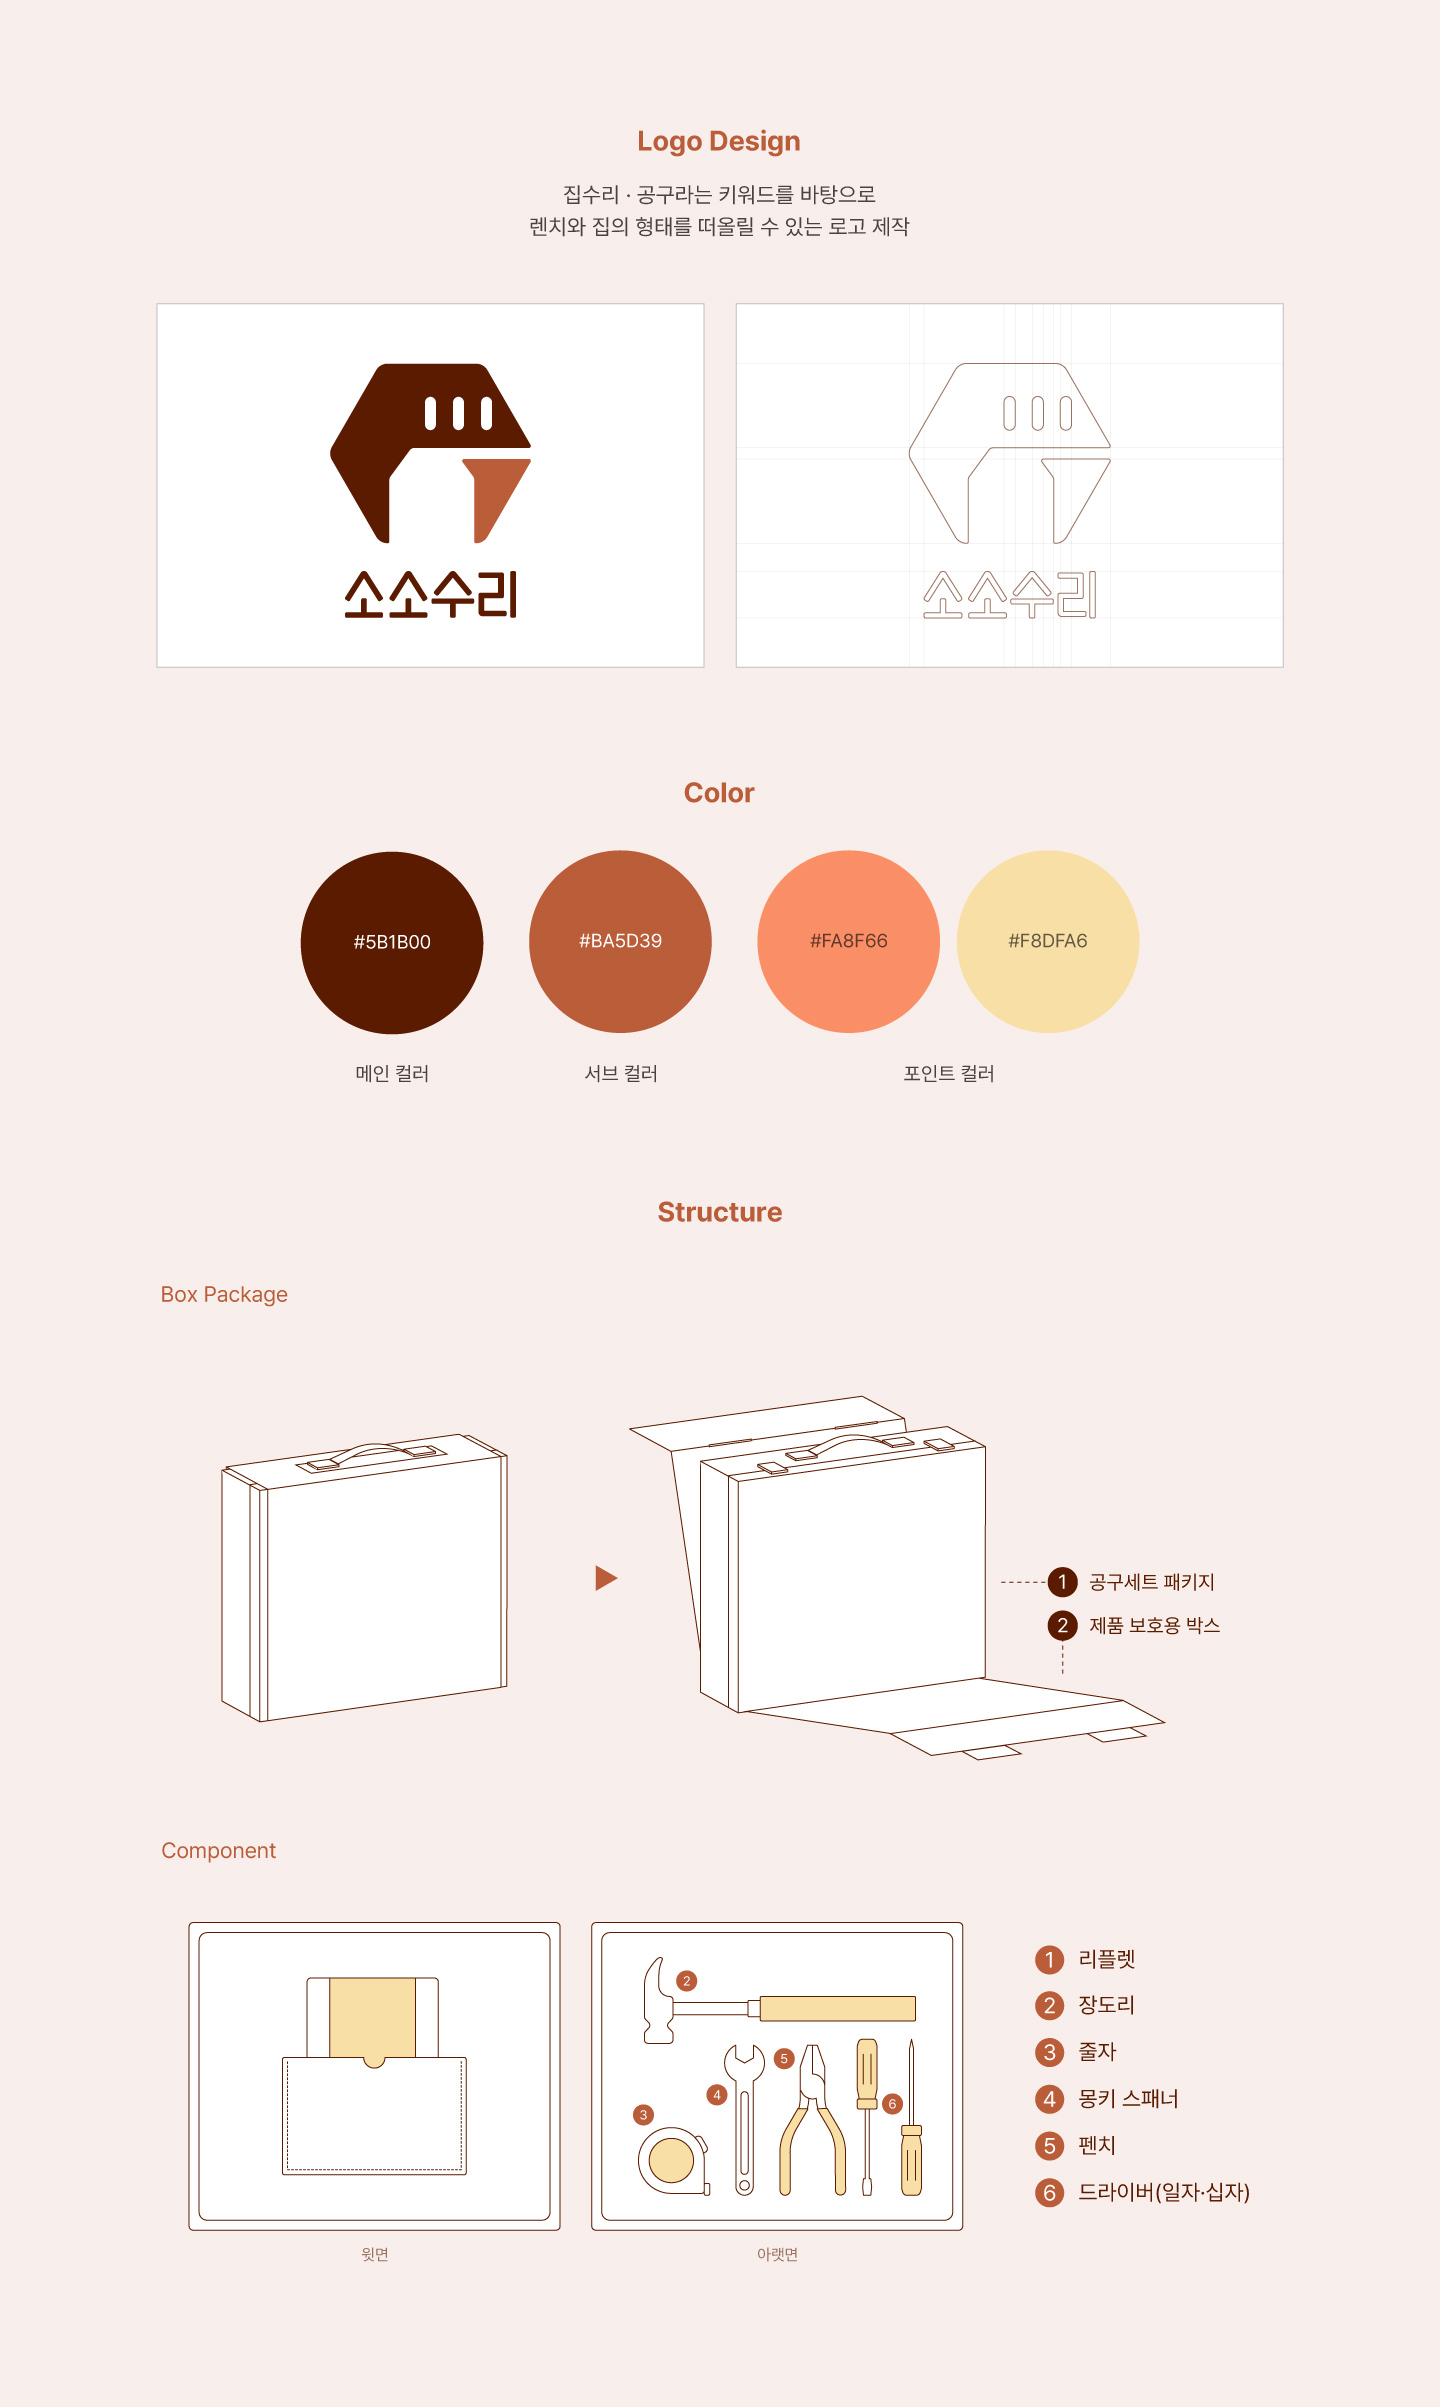 Logo Design
집수리 · 공구라는 키워드를 바탕으로
렌치와 집의 형태를 떠올릴 수 있는 로고 제작
소소수리
소소수리
Color
#5B1B00
#BA5D39
#FA8F66
#F8DFA6
메인 컬러
서브 컬러
포인트 컬러
Structure
Box Package
1 공구세트 패키지
2 제품 보호용 박스
Component
2
5
4
6
3
윗면
아랫면
1 리플렛
2 장도리
3 줄자
4 몽키 스패너
5 펜치
6 드라이버(일자·십자)